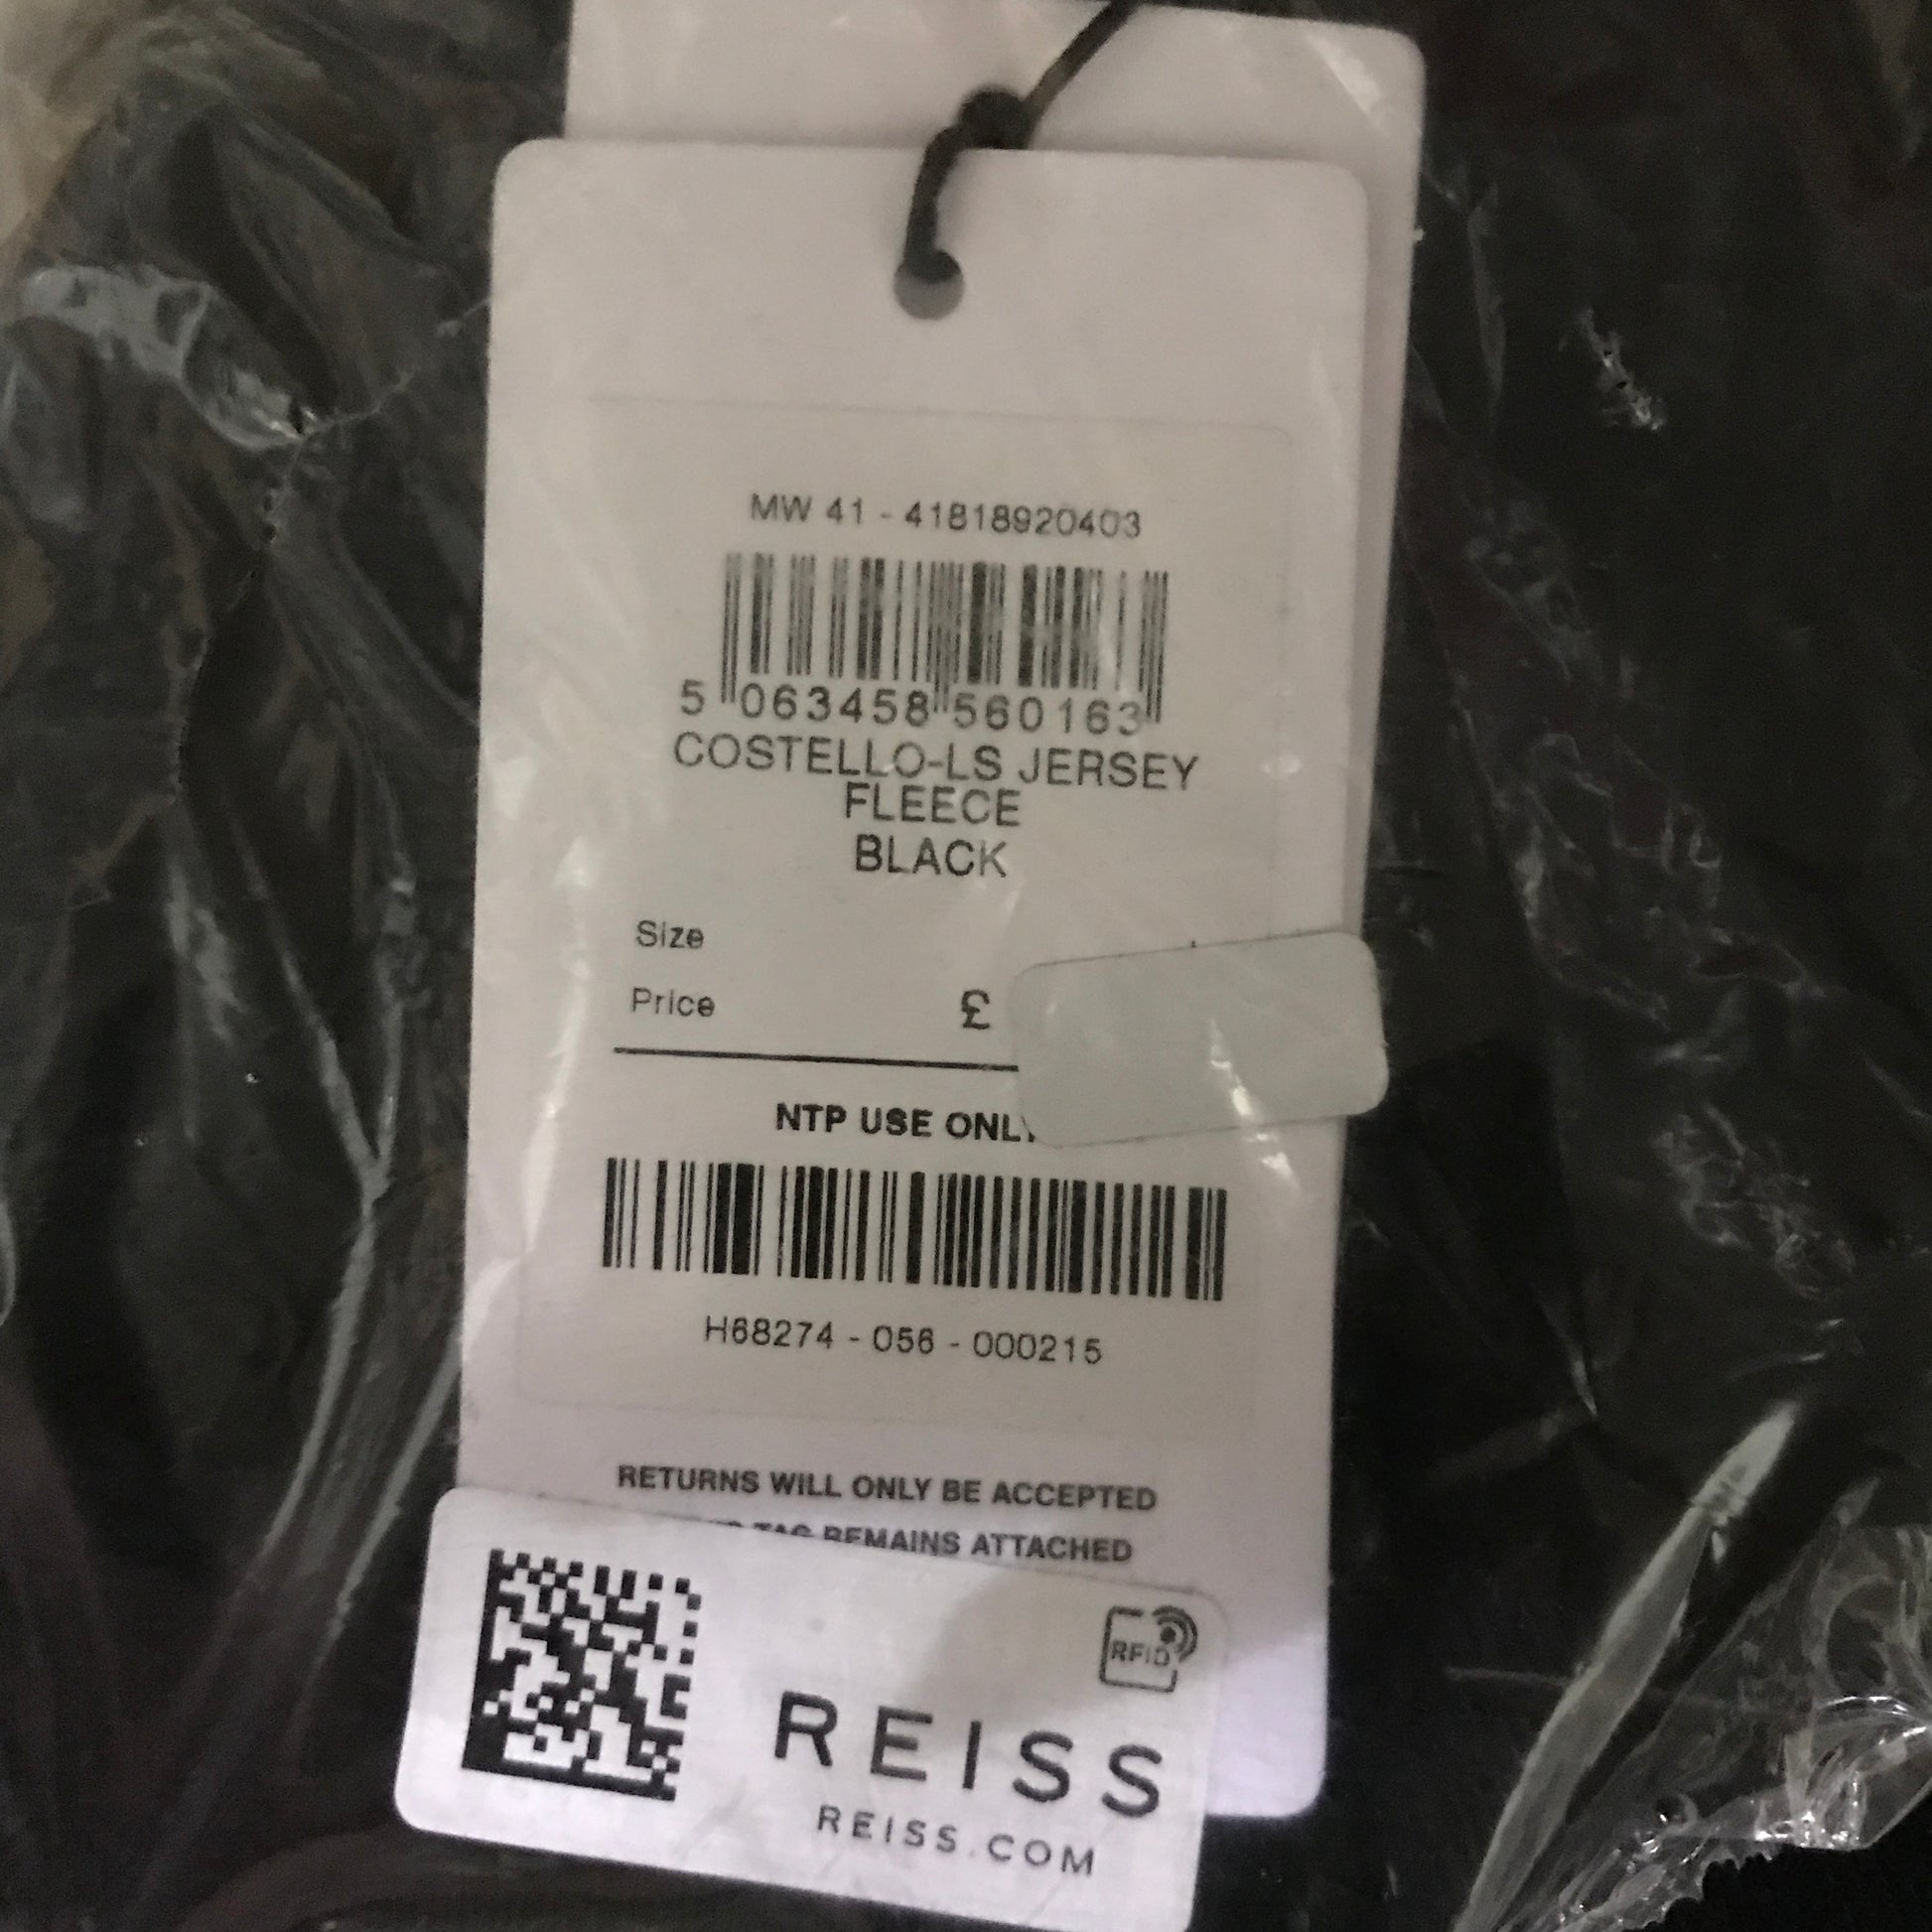 MW 41 - 41818920403
5 063458 560163
COSTELLO-LS JERSEY
FLEECE
BLACK
Size
Price £
NTP USE ONLY
H68274 - 056 - 000215
RETURNS WILL ONLY BE ACCEPTED
TAG REMAINS ATTACHED
RFID
REISS
REISS.COM